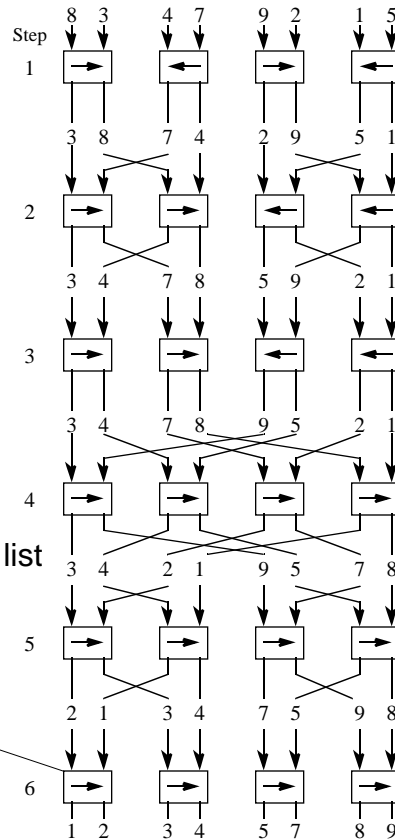 8 3 4 7 9 2 1 5
Step
1
3 8 7 4 2 9 5 1
2
3 4 7 8 5 9 2 1
3
3 4 7 8 9 5 2 1
4
list
3 4 2 1 9 5 7 8
5
2 1 3 4 7 5 9 8
6
1 2 3 4 5 7 8 9